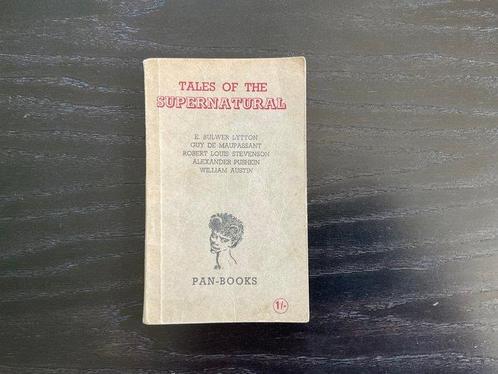 TALES OF THE
SUPERNATURAL
E. BULWER LYTTON
GUY DE MAUPASSANT
ROBERT LOUIS STEVENSON
ALEXANDER PUSHKIN
WILLIAM AUSTIN
PAN-BOOKS
1/-